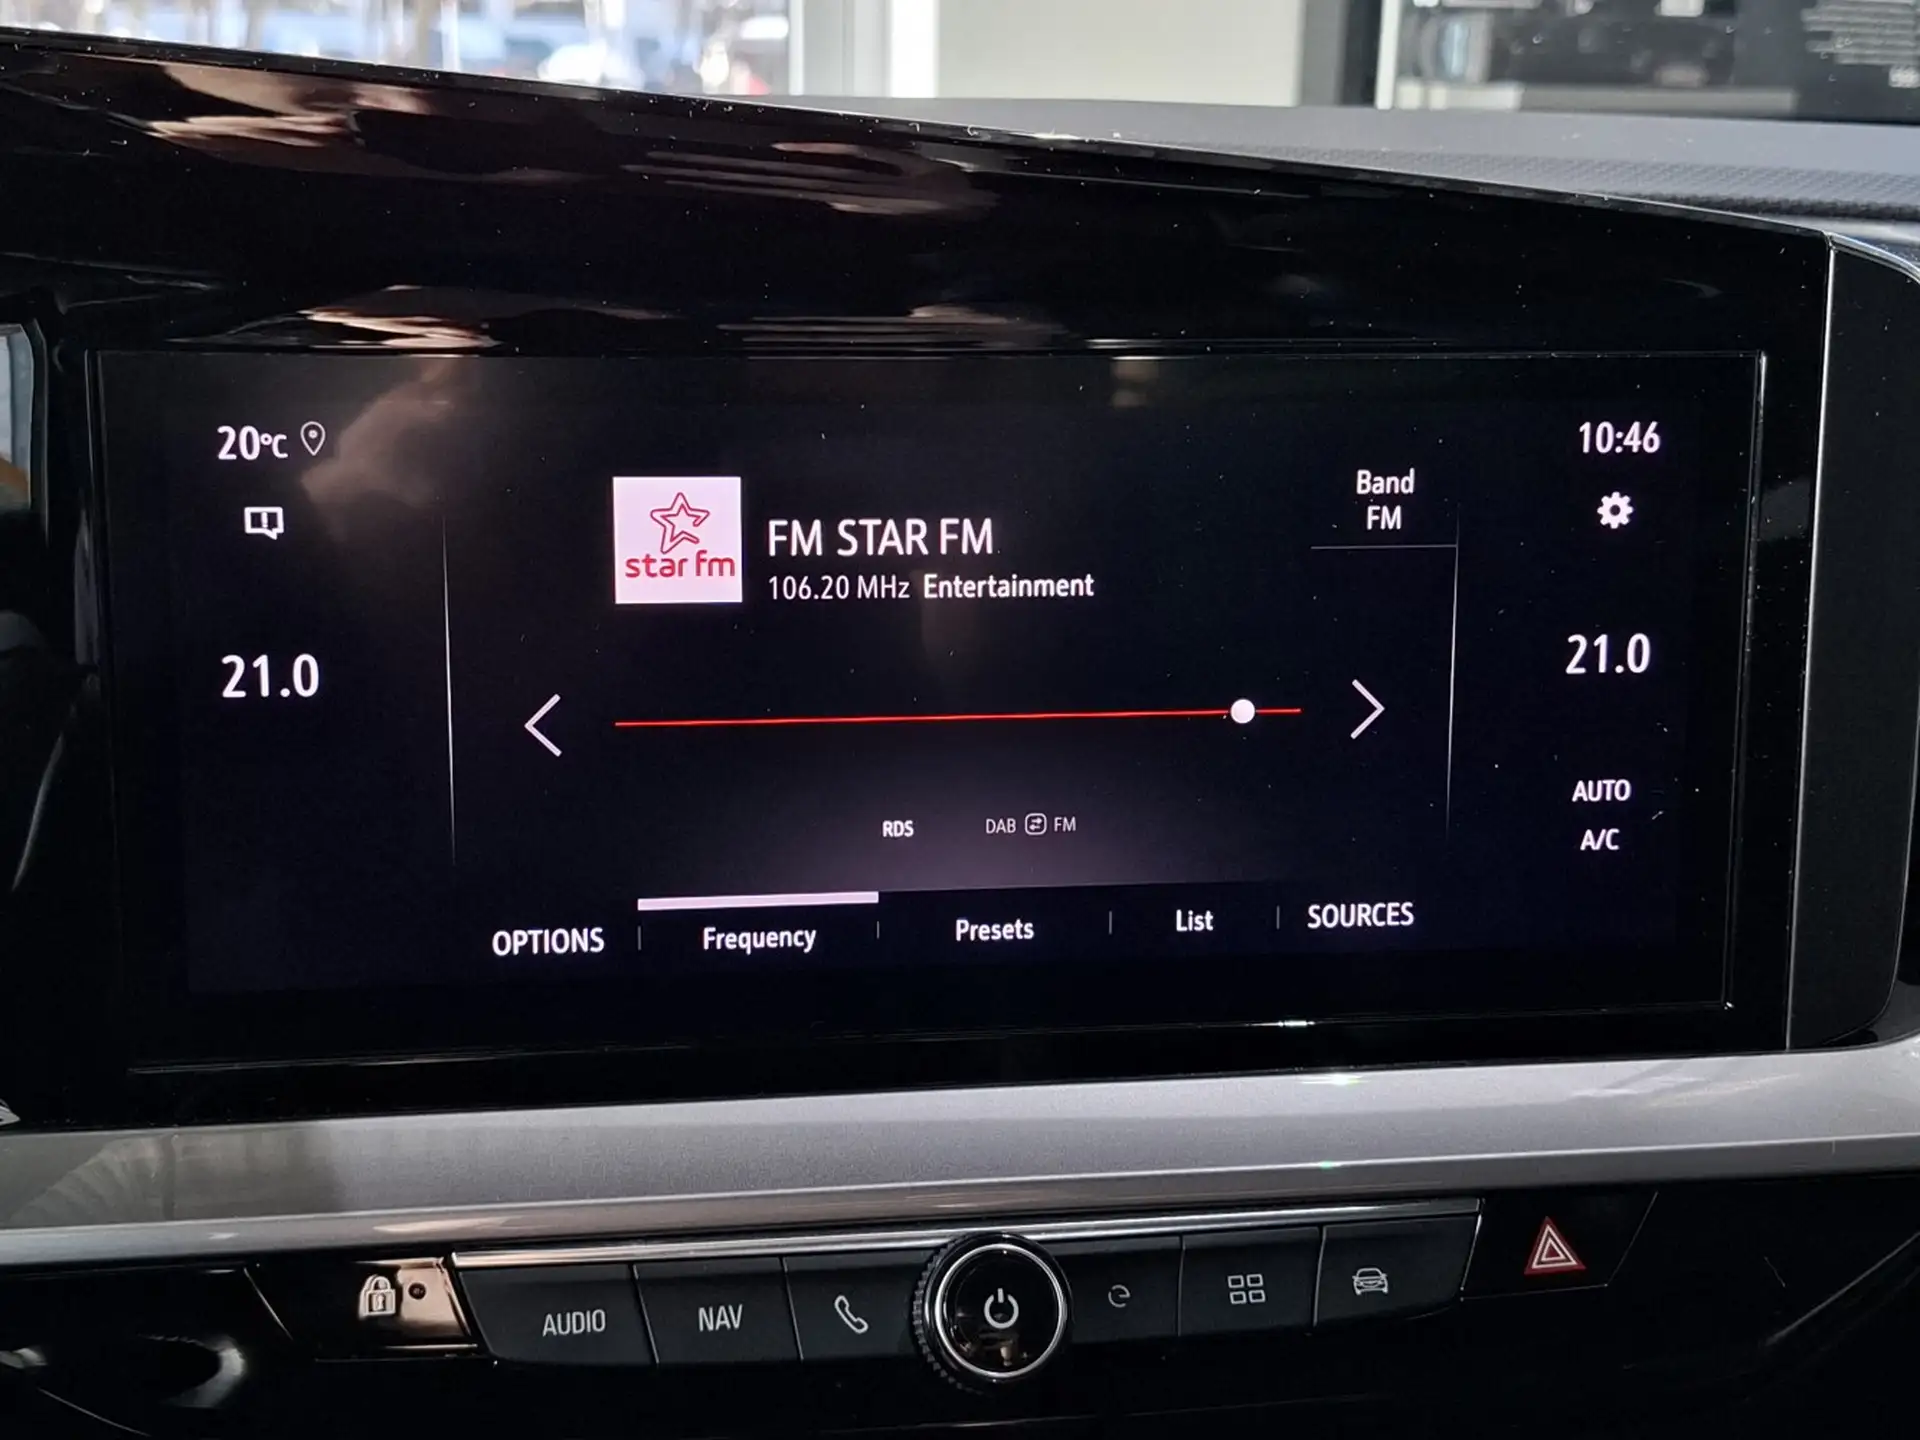 20°C
10:46
Band
FM
star fm
FM STAR FM
106.20 MHz Entertainment
21.0
21.0
RDS
DAB FM
AUTO
A/C
OPTIONS
Frequency
Presets
List
SOURCES
AUDIO
NAV